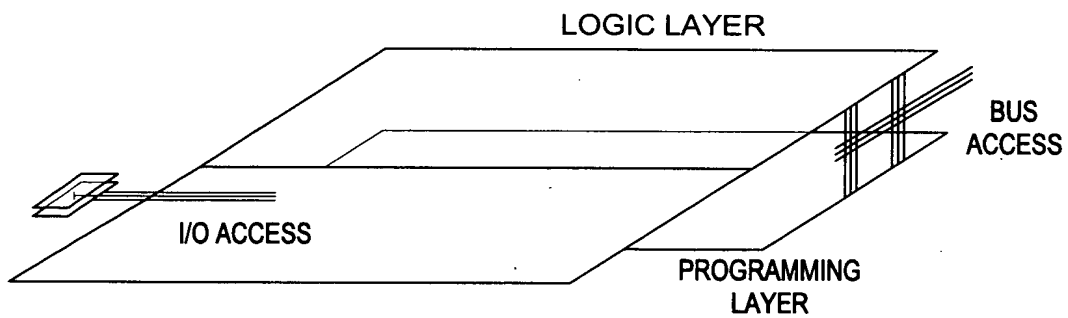 LOGIC LAYER
BUS
ACCESS
I/O ACCESS
PROGRAMMING
LAYER